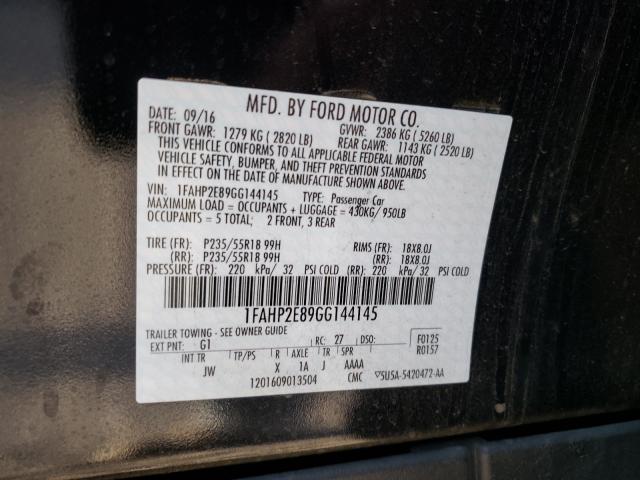 MFD. BY FORD MOTOR CO.
DATE: 09/16 GVWR: 2386 KG ( 5260 LB)
FRONT GAWR: 1279 KG ( 2820 LB) REAR GAWR: 1143 KG ( 2520 LB)
THIS VEHICLE CONFORMS TO ALL APPLICABLE FEDERAL MOTOR
VEHICLE SAFETY, BUMPER, AND THEFT PREVENTION STANDARDS
IN EFFECT ON THE DATE OF MANUFACTURE SHOWN ABOVE.
VIN: 1FAHP2E89GG144145 TYPE: Passenger Car
MAXIMUM LOAD = OCCUPANTS + LUGGAGE = 430KG/950LB
OCCUPANTS = 5 TOTAL; 2 FRONT, 3 REAR
TIRE (FR): P235/55R18 99H RIMS (FR): 18X8.0J
(RR): P235/55R18 99H (RR): 18X8.0J
PRESSURE (FR): 220 kPa/ 32 PSI COLD (RR): 220 kPa/ 32 PSI COLD
1FAHP2E89GG144145
TRAILER TOWING - SEE OWNER GUIDE
EXT PNT: G1 RC: 27 DSO: F0125
R0157
INT TR TP/PS R AXLE TR SPR
JW X 1A J AAAA
1201609013504 CMC ▽5U5A-5420472-AA